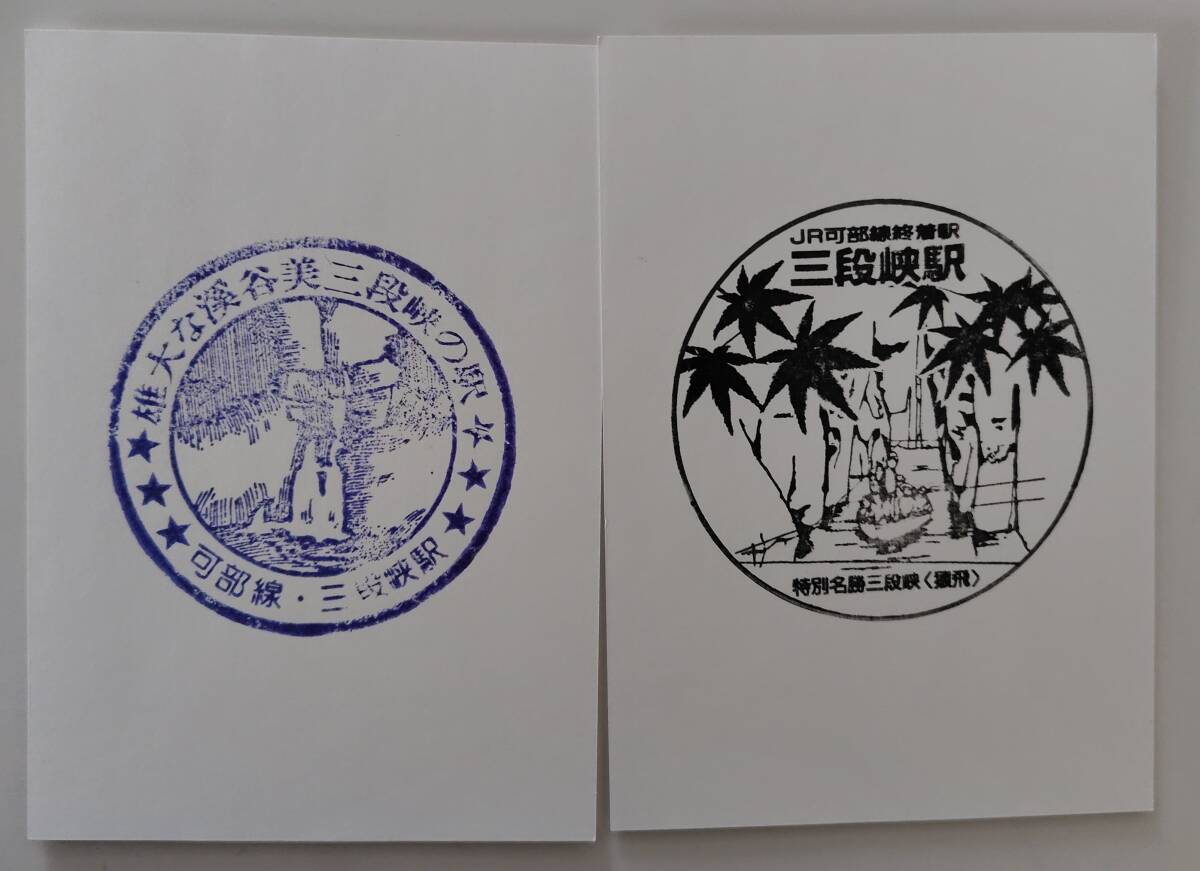 雄大な渓谷美三段峡の駅
可部線・三段峡駅
JR可部線終着駅
三段峡駅
特別名勝三段峡〈猿飛〉